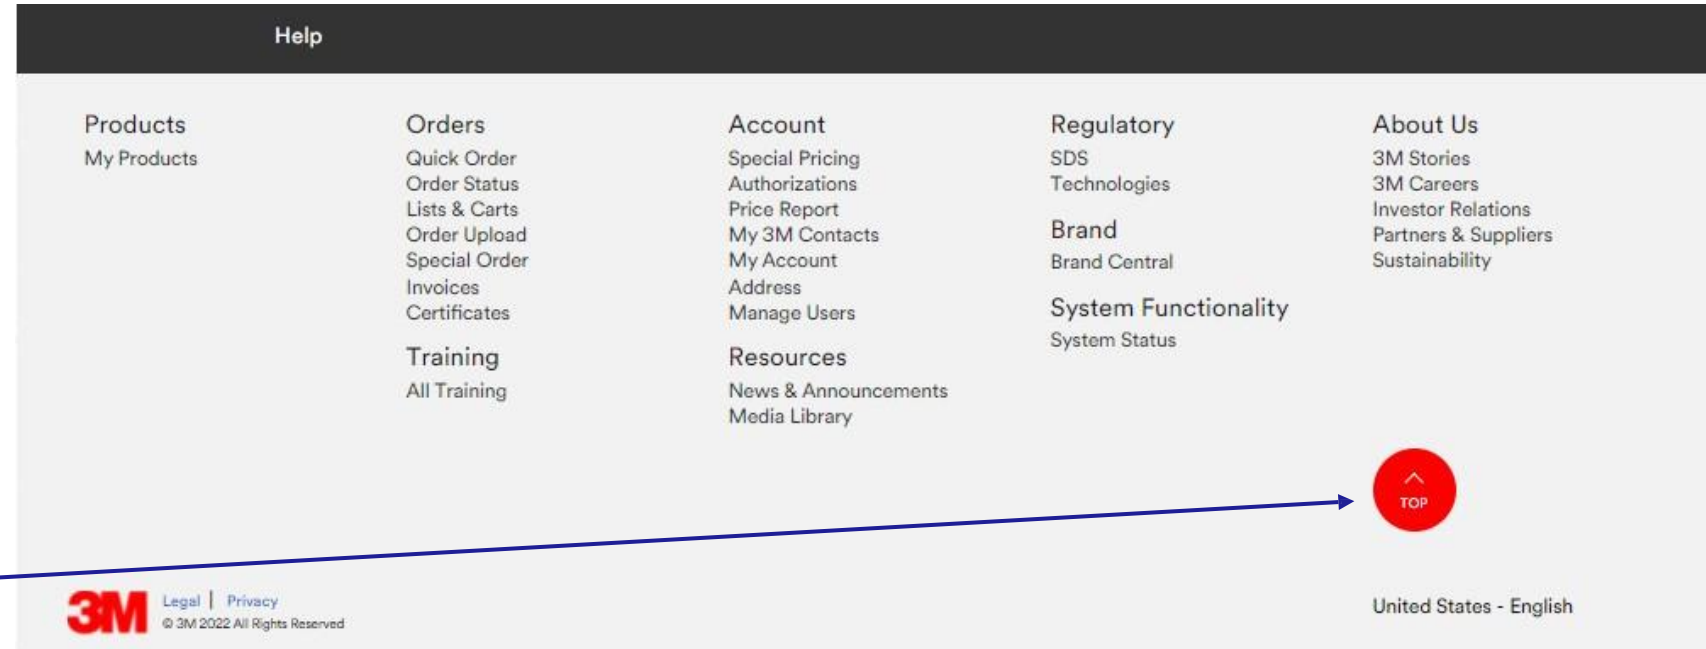 Help
Products
My Products
Orders
Quick Order
Order Status
Lists & Carts
Order Upload
Special Order
Invoices
Certificates
Training
All Training
Account
Special Pricing
Authorizations
Price Report
My 3M Contacts
My Account
Address
Manage Users
Resources
News & Announcements
Media Library
Regulatory
SDS
Technologies
Brand
Brand Central
System Functionality
System Status
About Us
3M Stories
3M Careers
Investor Relations
Partners & Suppliers
Sustainability
TOP
3M
Legal | Privacy
© 3M 2022 All Rights Reserved
United States - English